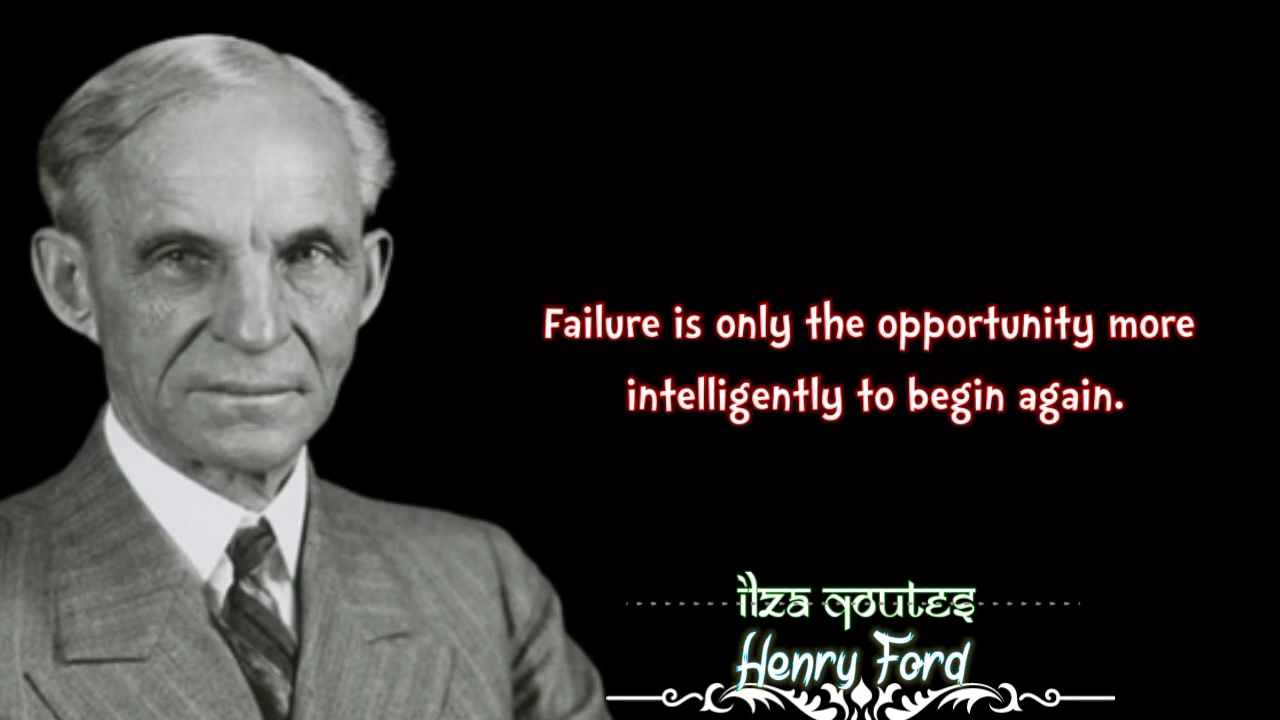 Failure is only the opportunity more
intelligently to begin again.
ilza qoutes
Henry Ford